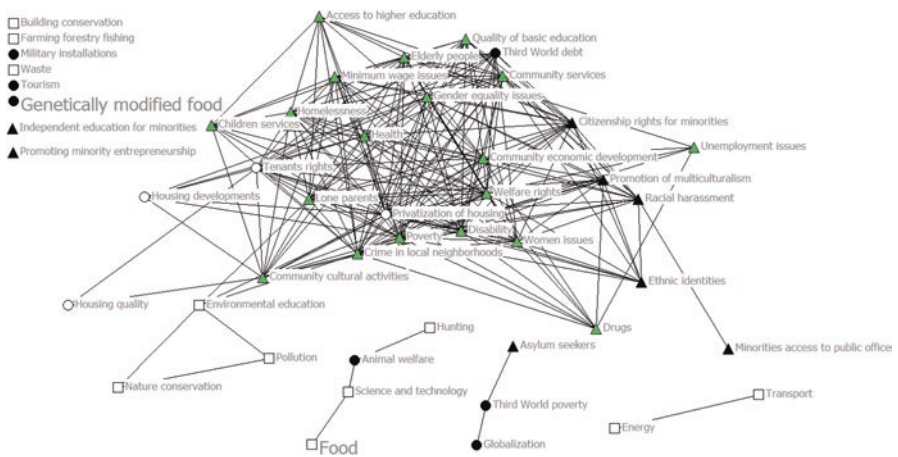 Access to higher education
Building conservation
Farming forestry fishing
Military installations
Waste
Tourism
Genetically modified food
Independent education for minorities
Promoting minority entrepreneurship
Quality of basic education
Third World debt
Elderly people
Minimum wage issues
Community services
Gender equality issues
Homelessness
Children services
Citizenship rights for minorities
Health
Unemployment issues
Community economic development
Tenants rights
Promotion of multiculturalism
Housing developments
Lone parents
Welfare rights
Racial harassment
Privatization of housing
Poverty
Disability
Women issues
Crime in local neighborhoods
Community cultural activities
Ethnic identities
Housing quality
Environmental education
Hunting
Drugs
Asylum seekers
Minorities access to public office
Pollution
Animal welfare
Nature conservation
Science and technology
Transport
Third World poverty
Energy
Food
Globalization